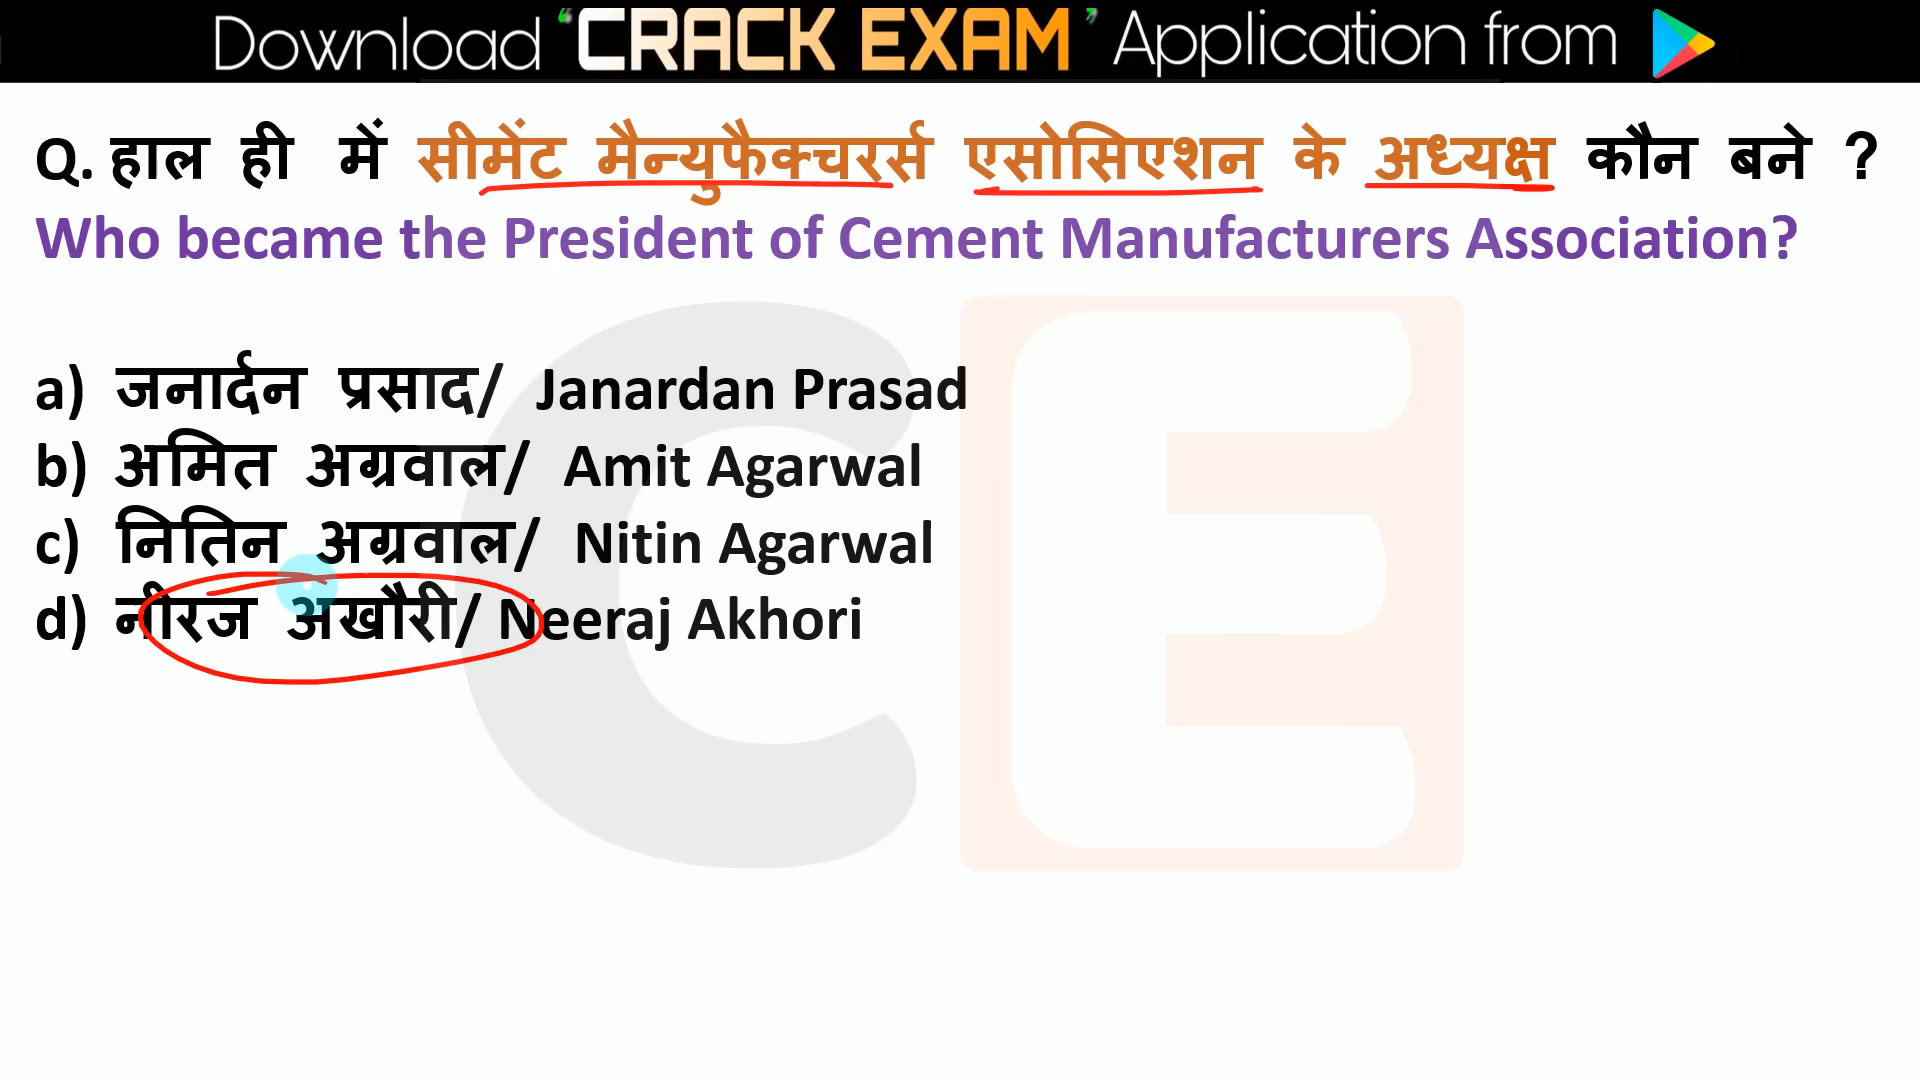 Download ‘CRACK EXAM’ Application from
Q. हाल ही में सीमेंट मैन्युफैक्चरर्स एसोसिएशन के अध्यक्ष कौन बने ?
Who became the President of Cement Manufacturers Association?
a) जनार्दन प्रसाद/ Janardan Prasad
b) अमित अग्रवाल/ Amit Agarwal
c) नितिन अग्रवाल/ Nitin Agarwal
d) नीरज अखौरी/ Neeraj Akhori
CE